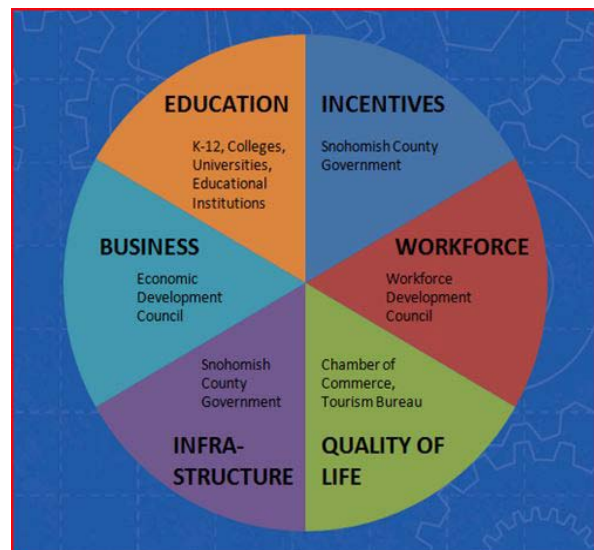 EDUCATION
K-12, Colleges,
Universities,
Educational
Institutions
INCENTIVES
Snohomish County
Government
BUSINESS
Economic
Development
Council
WORKFORCE
Workforce
Development
Council
Snohomish
County
Government
INFRA-
STRUCTURE
Chamber of
Commerce,
Tourism Bureau
QUALITY OF
LIFE